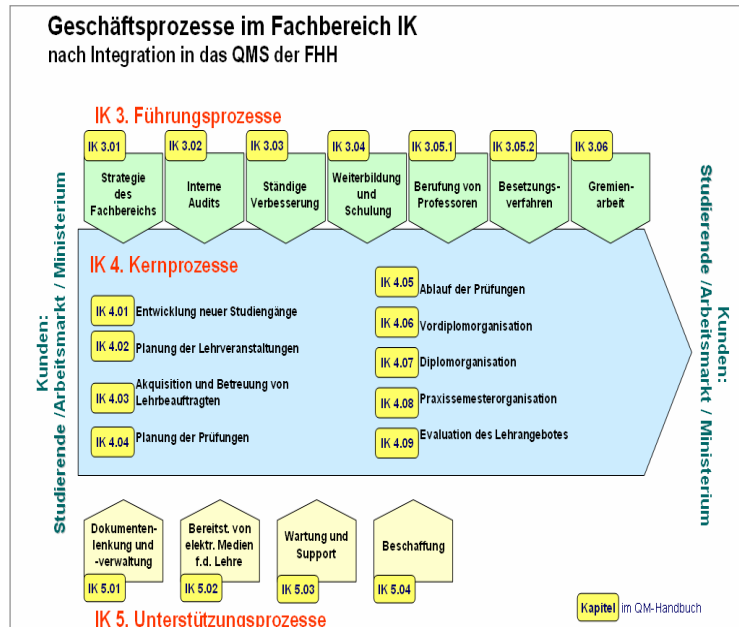 Geschäftsprozesse im Fachbereich IK
nach Integration in das QMS der FHH
IK 3. Führungsprozesse
IK 3.01
Strategie
des
Fachbereichs
IK 3.02
Interne
Audits
IK 3.03
Ständige
Verbesserung
IK 3.04
Weiterbildung
und
Schulung
IK 3.05.1
Berufung von
Professoren
IK 3.05.2
Besetzungs-
verfahren
IK 3.06
Gremien-
arbeit
Kunden:
Studierende /Arbeitsmarkt / Ministerium
IK 4. Kernprozesse
IK 4.01 Entwicklung neuer Studiengänge
IK 4.02 Planung der Lehrveranstaltungen
IK 4.03 Akquisition und Betreuung von
Lehrbeauftragten
IK 4.04 Planung der Prüfungen
IK 4.05 Ablauf der Prüfungen
IK 4.06 Vordiplomorganisation
IK 4.07 Diplomorganisation
IK 4.08 Praxissemesterorganisation
IK 4.09 Evaluation des Lehrangebotes
Kunden:
Studierende /Arbeitsmarkt / Ministerium
Dokumenten-
lenkung und
-verwaltung
IK 5.01
Bereitst. von
elektr. Medien
f.d. Lehre
IK 5.02
Wartung und
Support
IK 5.03
Beschaffung
IK 5.04
IK 5. Unterstützungsprozesse
Kapitel im QM-Handbuch